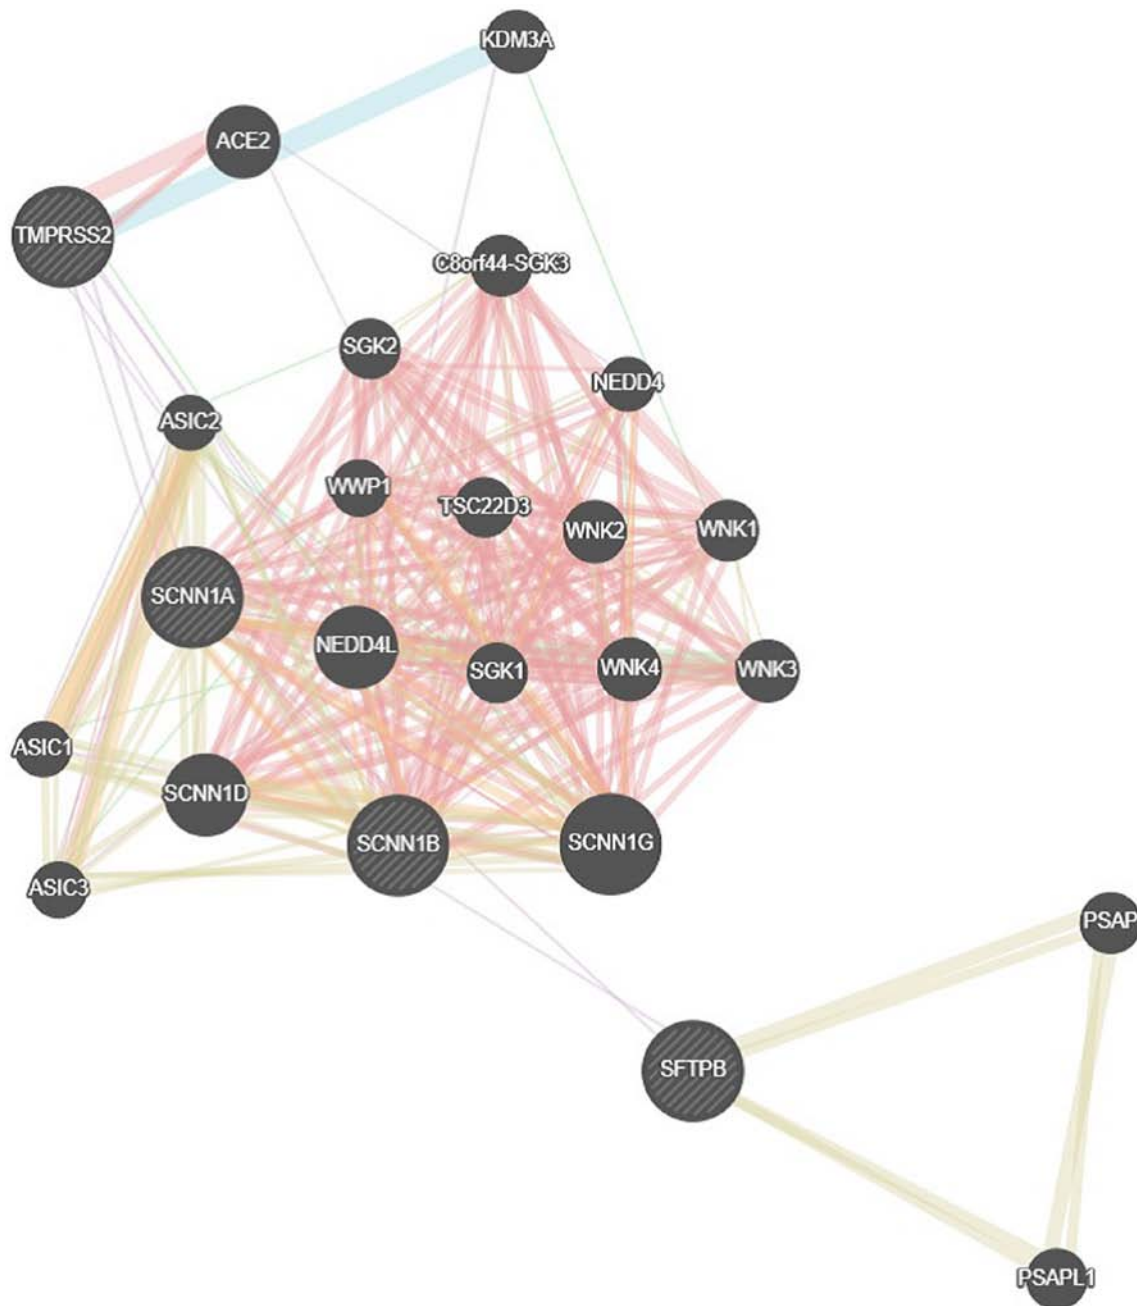 KDM3A
ACE2
TMPRSS2
C8orf44-SGK3
SGK2
NEDD4
ASIC2
WWP1
TSC22D3
WNK2
WNK1
SCNN1A
NEDD4L
SGK1
WNK4
WNK3
ASIC1
SCNN1D
SCNN1B
SCNN1G
ASIC3
PSAP
SFTPB
PSAPL1